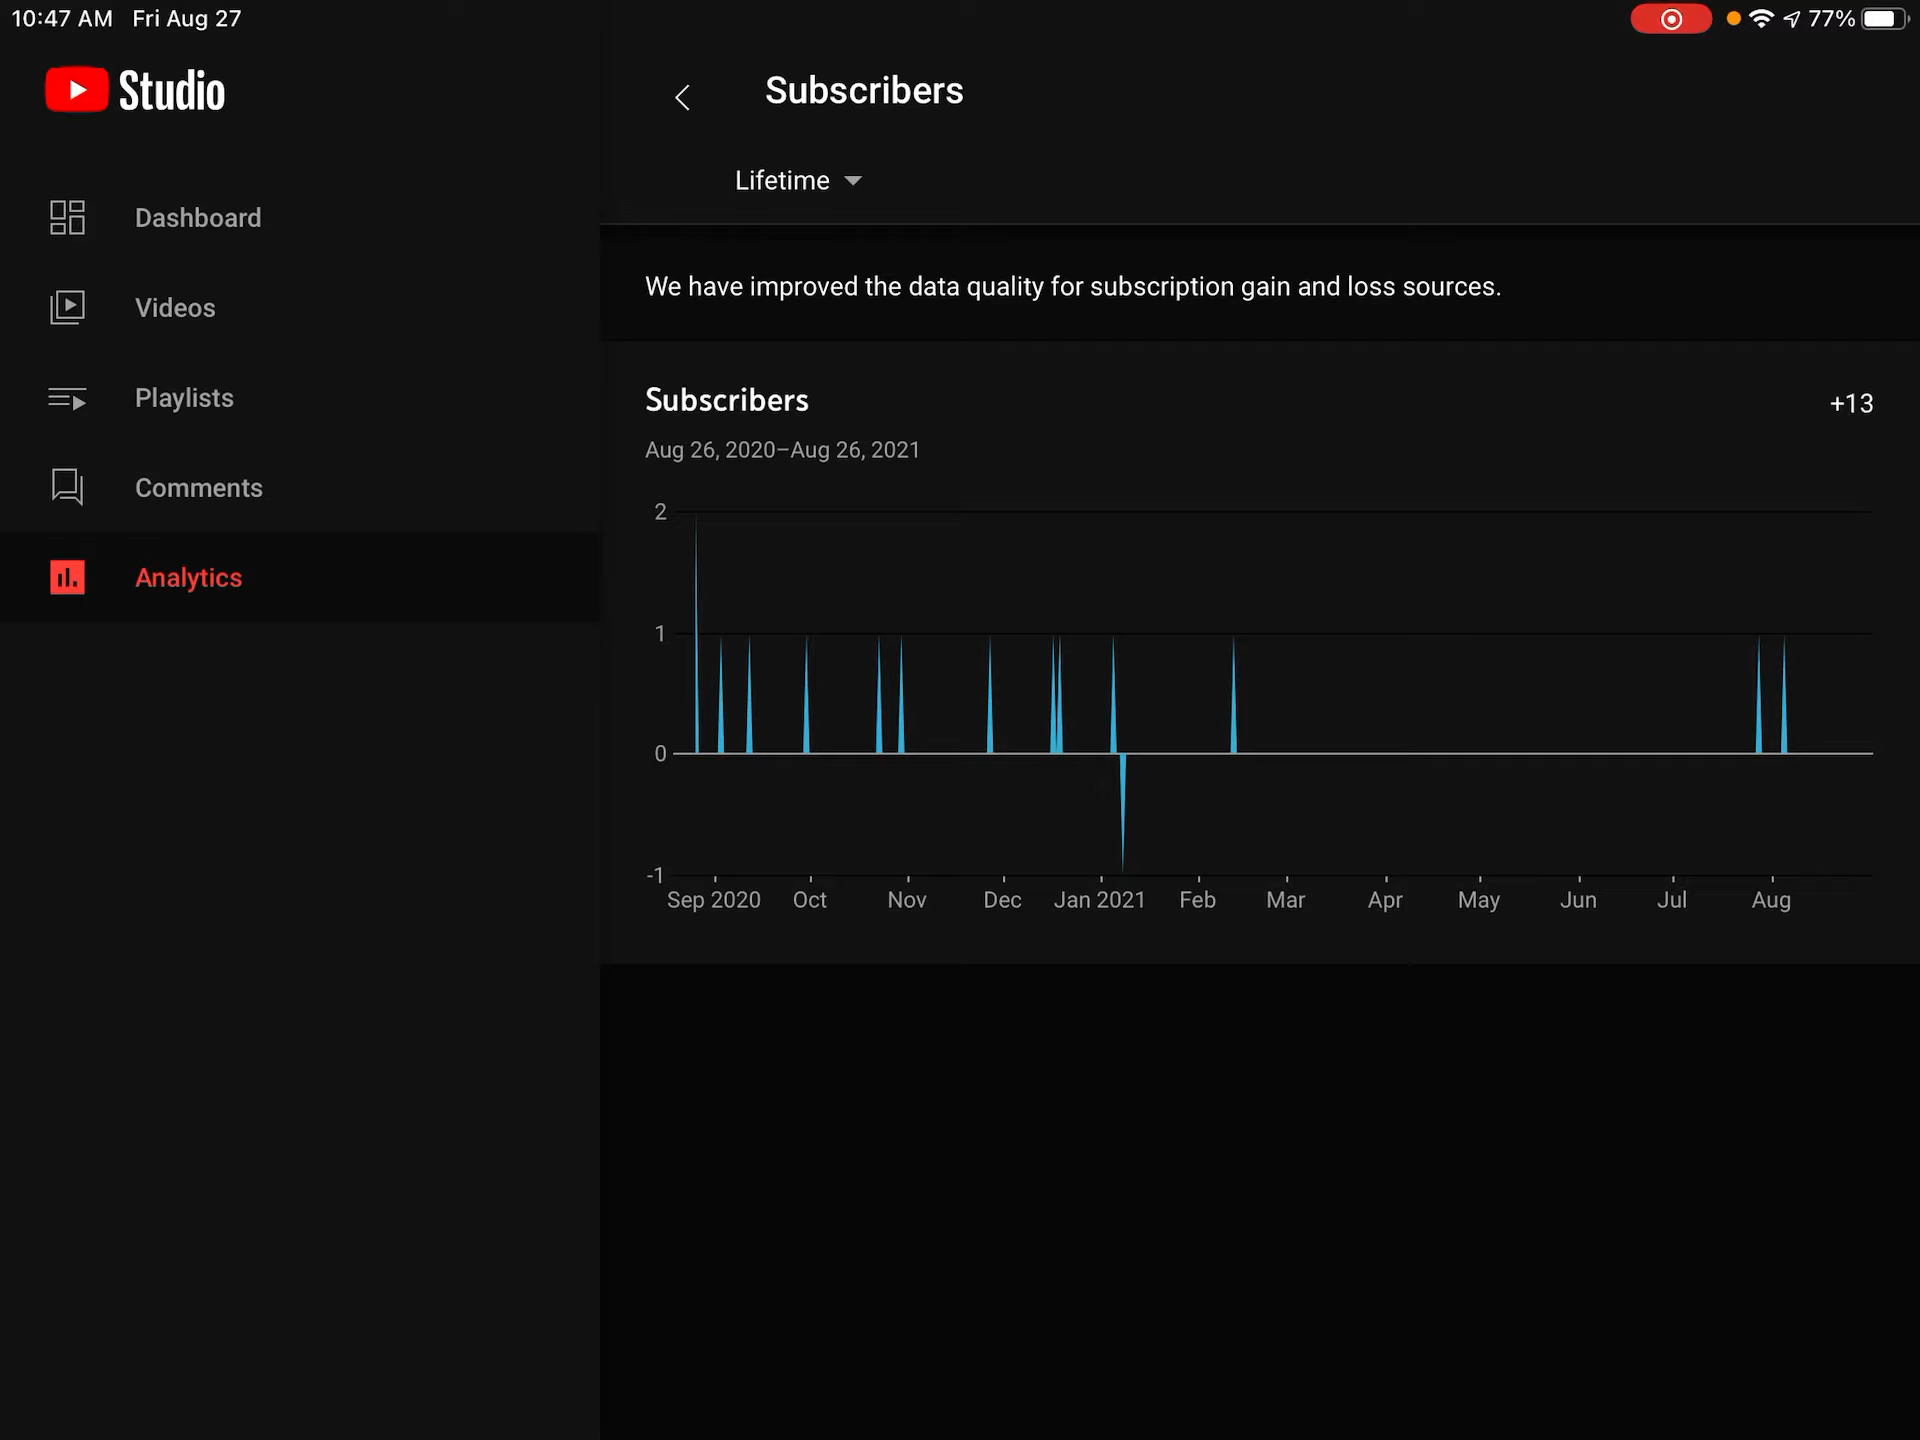 10:47 AM Fri Aug 27
77%
Studio
Dashboard
Videos
Playlists
Comments
Analytics
Subscribers
Lifetime
We have improved the data quality for subscription gain and loss sources.
Subscribers
+13
Aug 26, 2020–Aug 26, 2021
2
1
0
-1
Sep 2020 Oct Nov Dec Jan 2021 Feb Mar Apr May Jun Jul Aug